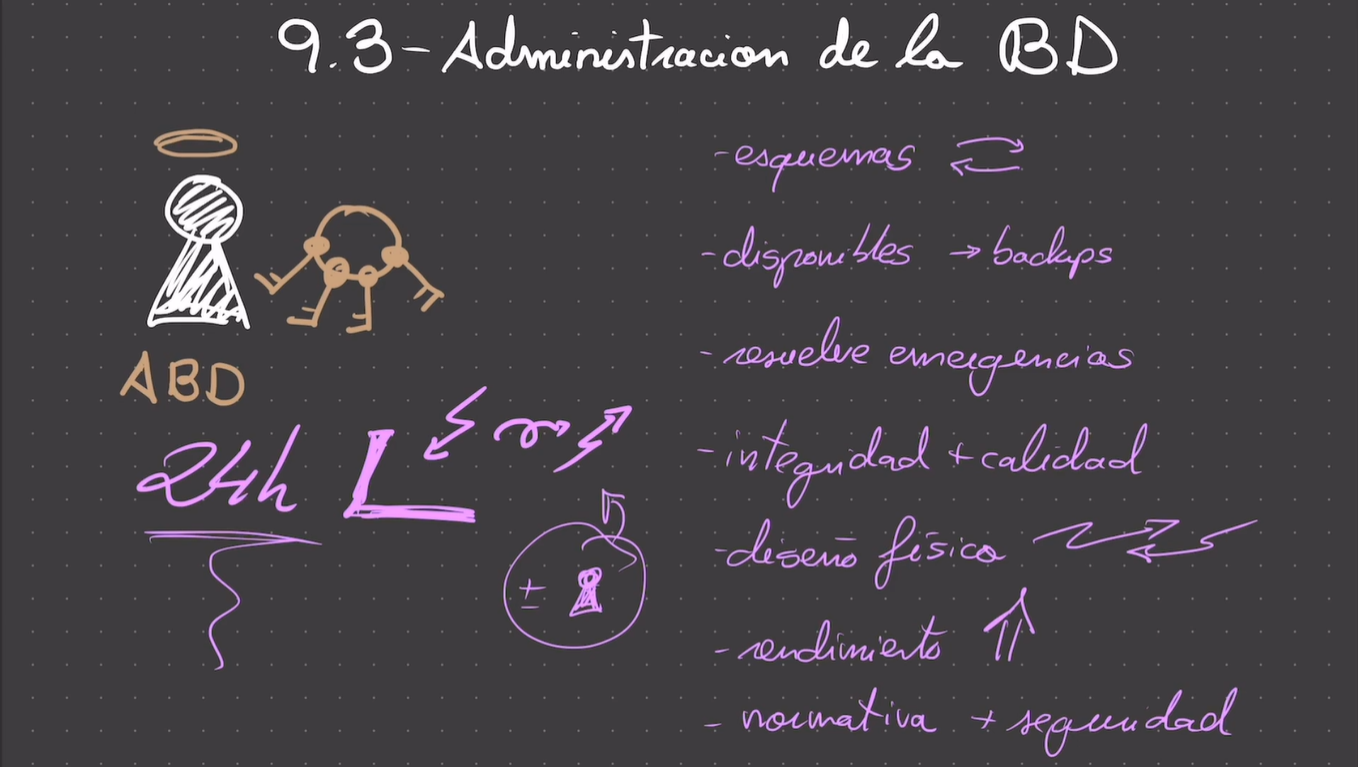 9.3-Administracion de la BD
ABD
24h L
±
-esquemas
-disponibles → backups
-resuelve emergencias
-integridad + calidad
-diseño físico
-rendimiento
-normativa + seguridad